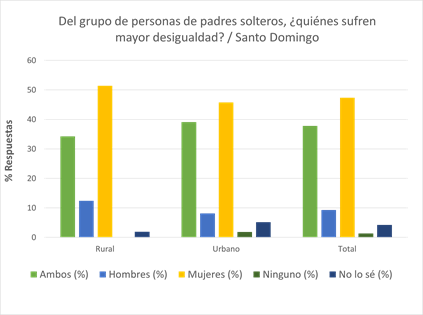 Del grupo de personas de padres solteros, ¿quiénes sufren
mayor desigualdad? / Santo Domingo
60
50
40
30
20
10
0
% Respuestas
Rural Urbano Total
Ambos (%) Hombres (%) Mujeres (%) Ninguno (%) No lo sé (%)